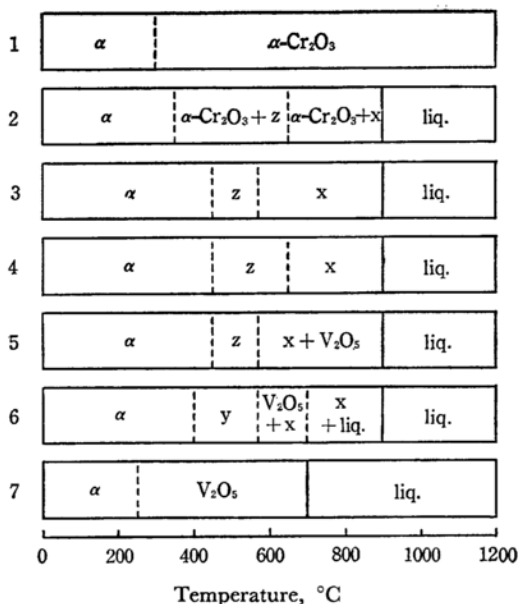 1 α α-Cr₂O₃
2 α α-Cr₂O₃+z α-Cr₂O₃+x liq.
3 α z x liq.
4 α z x liq.
5 α z x + V₂O₅ liq.
6 α y V₂O₅ +x x +liq. liq.
7 α V₂O₅ liq.
0 200 400 600 800 1000 1200
Temperature, °C